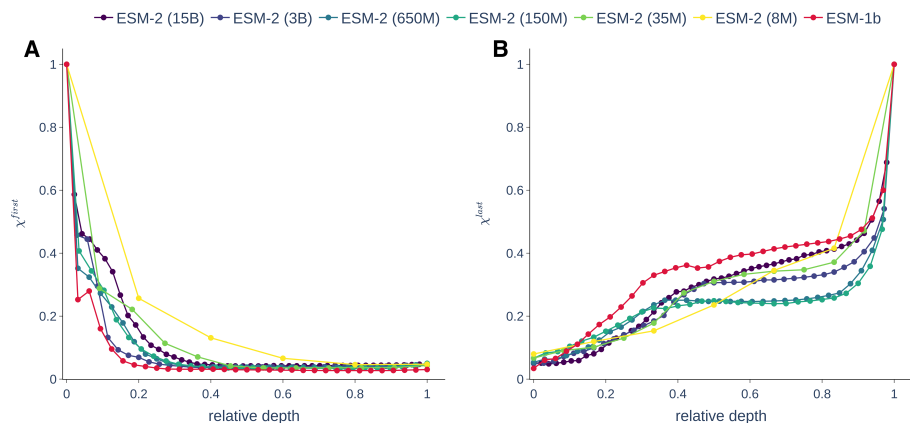 ESM-2 (15B) ESM-2 (3B) ESM-2 (650M) ESM-2 (150M) ESM-2 (35M) ESM-2 (8M) ESM-1b
A B
1 1
0.8 0.8
0.6 0.6
χ^first χ^last
0.4 0.4
0.2 0.2
0 0
0 0.2 0.4 0.6 0.8 1 0 0.2 0.4 0.6 0.8 1
relative depth relative depth